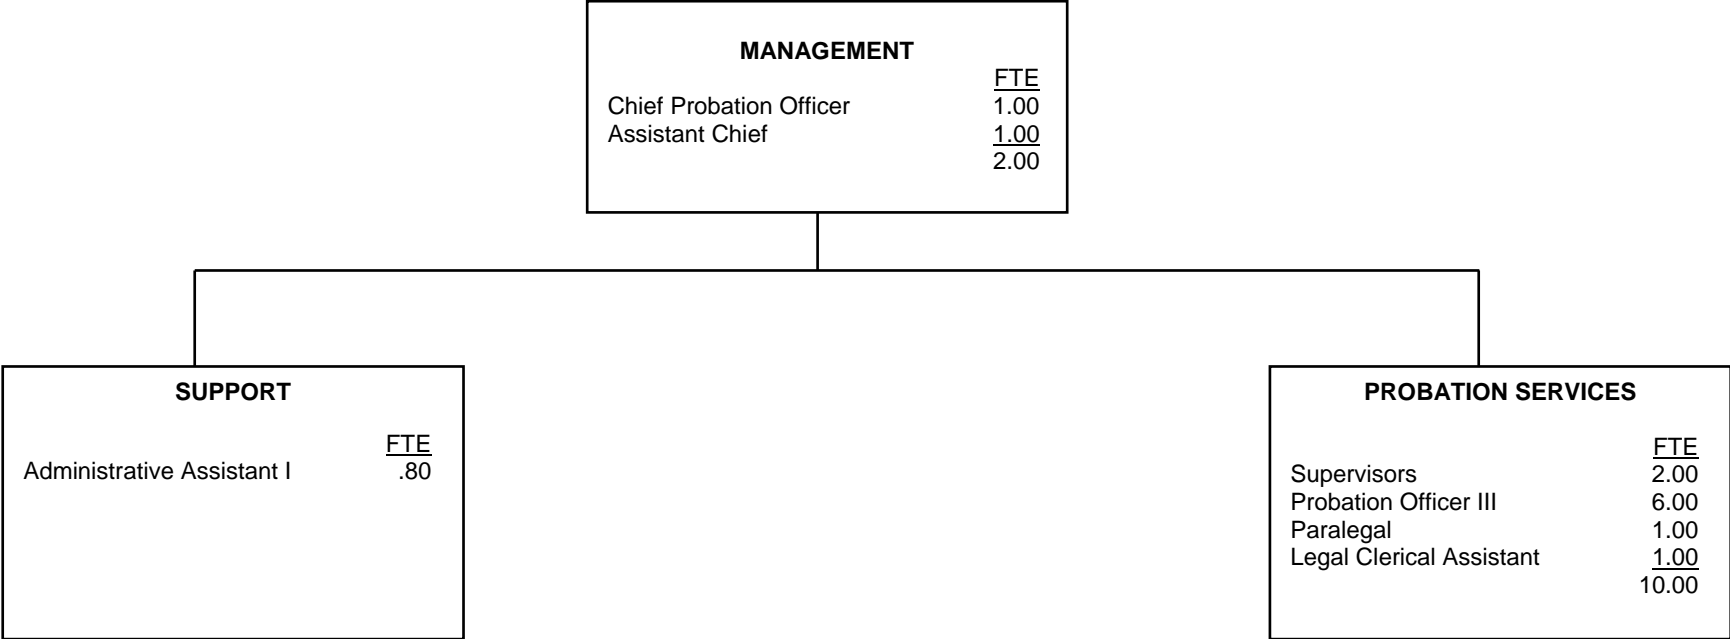 MANAGEMENT
FTE
Chief Probation Officer 1.00
Assistant Chief 1.00
2.00
SUPPORT
FTE
Administrative Assistant I .80
PROBATION SERVICES
FTE
Supervisors 2.00
Probation Officer III 6.00
Paralegal 1.00
Legal Clerical Assistant 1.00
10.00